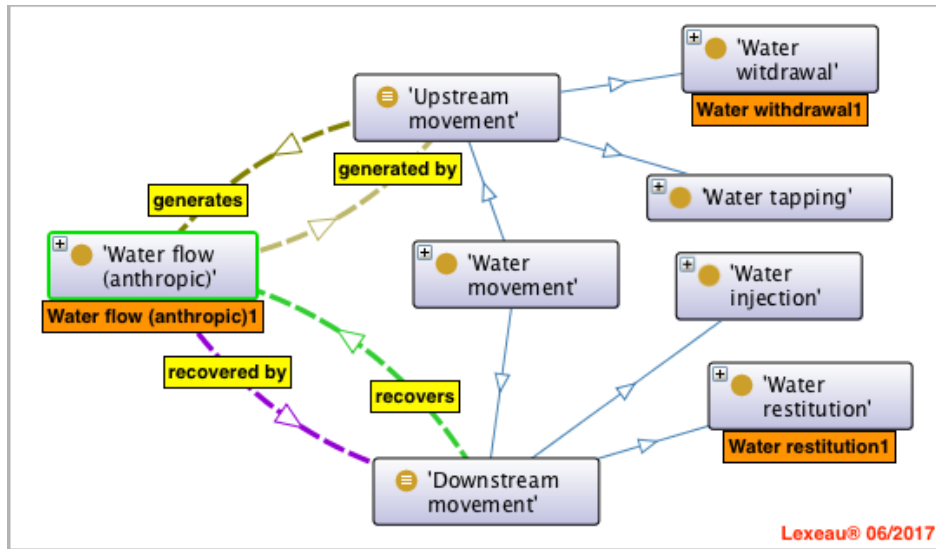 'Water
witdrawal'
Water withdrawal1
'Upstream
movement'
generated by
generates
'Water tapping'
'Water flow
(anthropic)'
Water flow (anthropic)1
'Water
movement'
'Water
injection'
recovered by
recovers
'Water
restitution'
Water restitution1
'Downstream
movement'
Lexeau® 06/2017